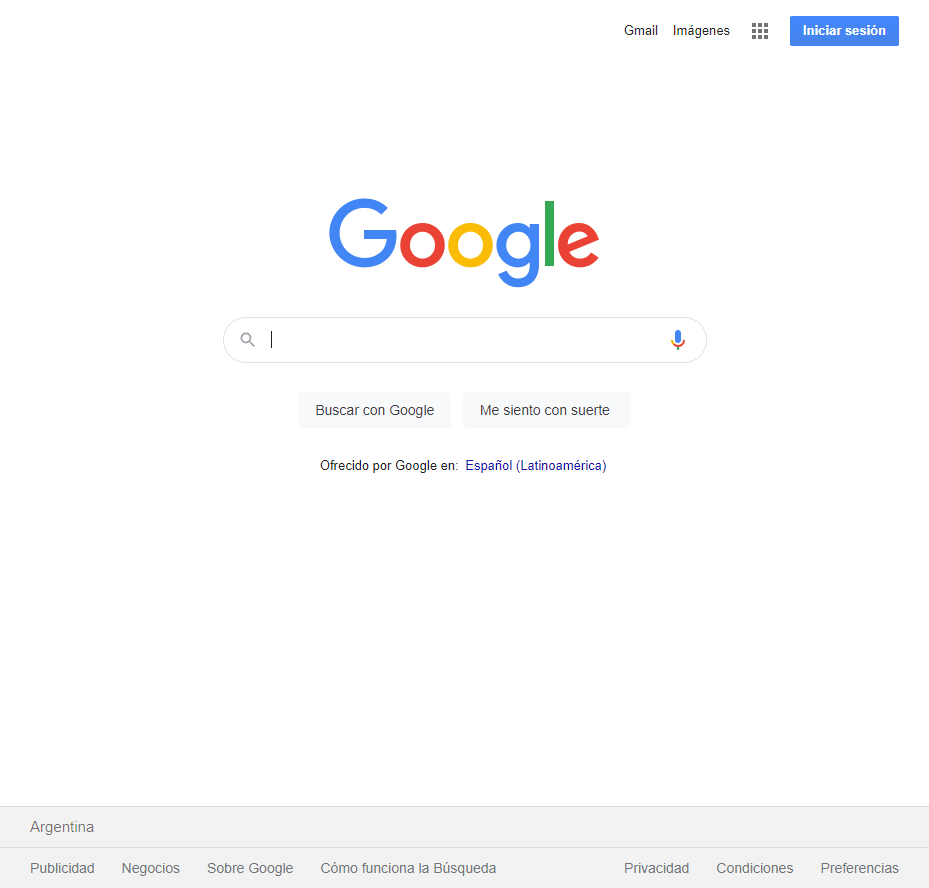 Gmail Imágenes Iniciar sesión
Google
Buscar con Google Me siento con suerte
Ofrecido por Google en: Español (Latinoamérica)
Argentina
Publicidad Negocios Sobre Google Cómo funciona la Búsqueda Privacidad Condiciones Preferencias